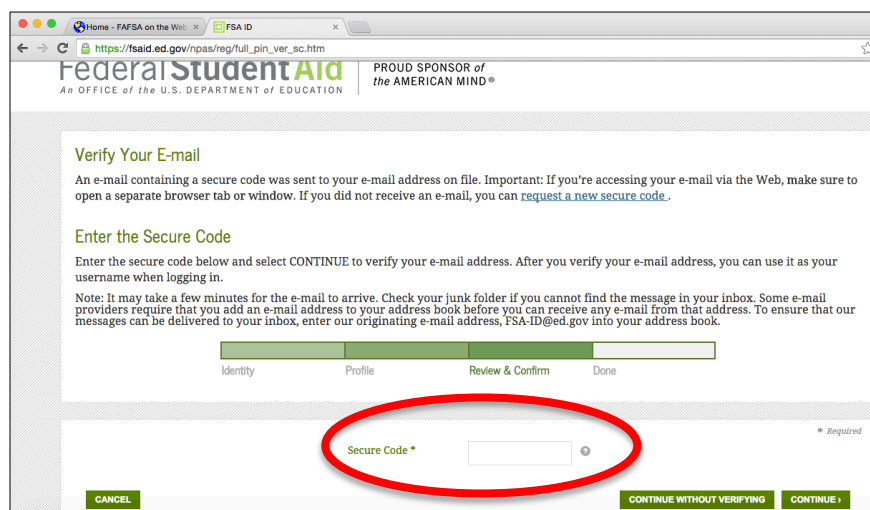 Home - FAFSA on the Web
FSA ID
https://fsaid.ed.gov/npas/reg/full_pin_ver_sc.htm
Federal Student Aid
An OFFICE of the U.S. DEPARTMENT of EDUCATION
PROUD SPONSOR of
the AMERICAN MIND®
Verify Your E-mail
An e-mail containing a secure code was sent to your e-mail address on file. Important: If you're accessing your e-mail via the Web, make sure to
open a separate browser tab or window. If you did not receive an e-mail, you can request a new secure code .
Enter the Secure Code
Enter the secure code below and select CONTINUE to verify your e-mail address. After you verify your e-mail address, you can use it as your
username when logging in.
Note: It may take a few minutes for the e-mail to arrive. Check your junk folder if you cannot find the message in your inbox. Some e-mail
providers require that you add an e-mail address to your address book before you can receive any e-mail from that address. To ensure that our
messages can be delivered to your inbox, enter our originating e-mail address, FSA-ID@ed.gov into your address book.
Identity Profile Review & Confirm Done
* Required
Secure Code *
CANCEL CONTINUE WITHOUT VERIFYING CONTINUE ›